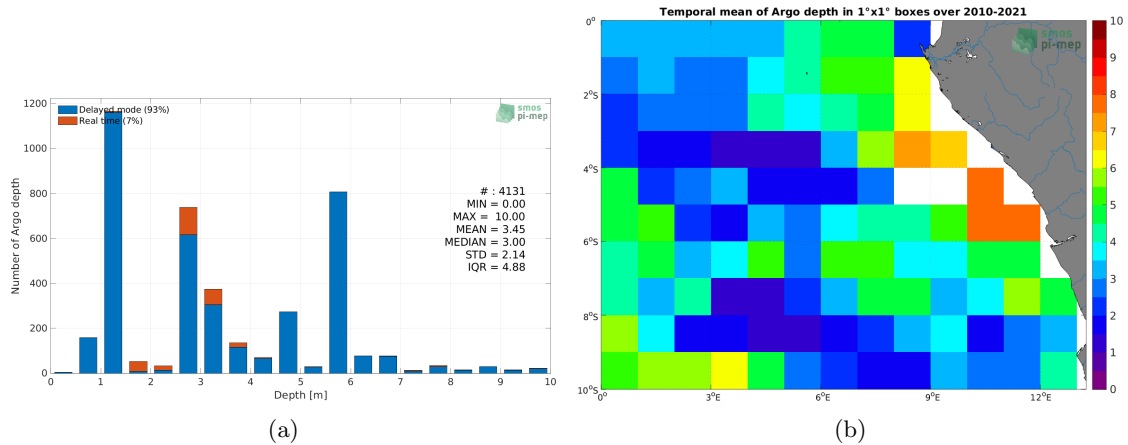 Delayed mode (93%)
Real time (7%)
smos
pi-mep
# : 4131
MIN = 0.00
MAX = 10.00
MEAN = 3.45
MEDIAN = 3.00
STD = 2.14
IQR = 4.88
Number of Argo depth
1200
1000
800
600
400
200
0
0 1 2 3 4 5 6 7 8 9 10
Depth [m]
(a)
Temporal mean of Argo depth in 1°x1° boxes over 2010-2021
smos
pi-mep
0°
2°S
4°S
6°S
8°S
10°S
0° 3°E 6°E 9°E 12°E
10
9
8
7
6
5
4
3
2
1
0
(b)